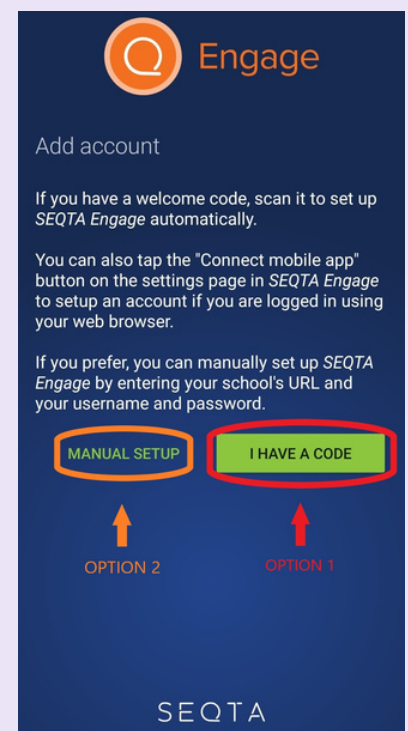 Engage
Add account
If you have a welcome code, scan it to set up
SEQTA Engage automatically.
You can also tap the "Connect mobile app"
button on the settings page in SEQTA Engage
to setup an account if you are logged in using
your web browser.
If you prefer, you can manually set up SEQTA
Engage by entering your school's URL and
your username and password.
MANUAL SETUP I HAVE A CODE
OPTION 2 OPTION 1
SEQTA